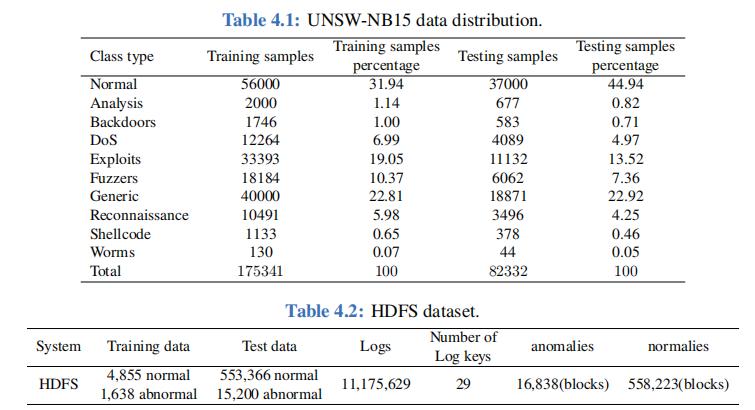 Table 4.1: UNSW-NB15 data distribution.
Class type Training samples Training samples percentage Testing samples Testing samples percentage
Normal 56000 31.94 37000 44.94
Analysis 2000 1.14 677 0.82
Backdoors 1746 1.00 583 0.71
DoS 12264 6.99 4089 4.97
Exploits 33393 19.05 11132 13.52
Fuzzers 18184 10.37 6062 7.36
Generic 40000 22.81 18871 22.92
Reconnaissance 10491 5.98 3496 4.25
Shellcode 1133 0.65 378 0.46
Worms 130 0.07 44 0.05
Total 175341 100 82332 100
Table 4.2: HDFS dataset.
System Training data Test data Logs Number of Log keys anomalies normalies
HDFS 4,855 normal 1,638 abnormal 553,366 normal 15,200 abnormal 11,175,629 29 16,838(blocks) 558,223(blocks)